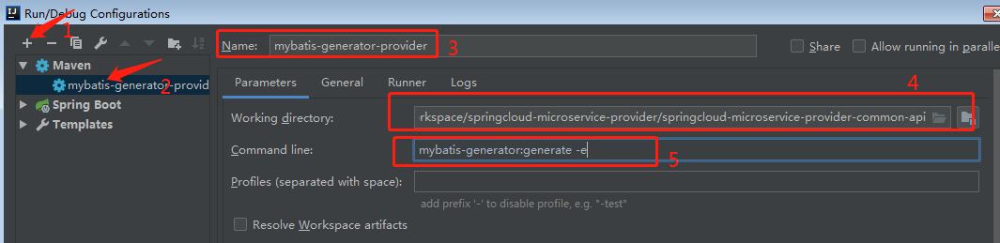 Run/Debug Configurations
1
Name: mybatis-generator-provider
3
Share
Allow running in paralle
Maven
mybatis-generator-provid
2
Spring Boot
Templates
Parameters General Runner Logs
4
Working directory: rkspace/springcloud-microservice-provider/springcloud-microservice-provider-common-api
Command line: mybatis-generator:generate -e
5
Profiles (separated with space):
add prefix '-' to disable profile, e.g. "-test"
Resolve Workspace artifacts